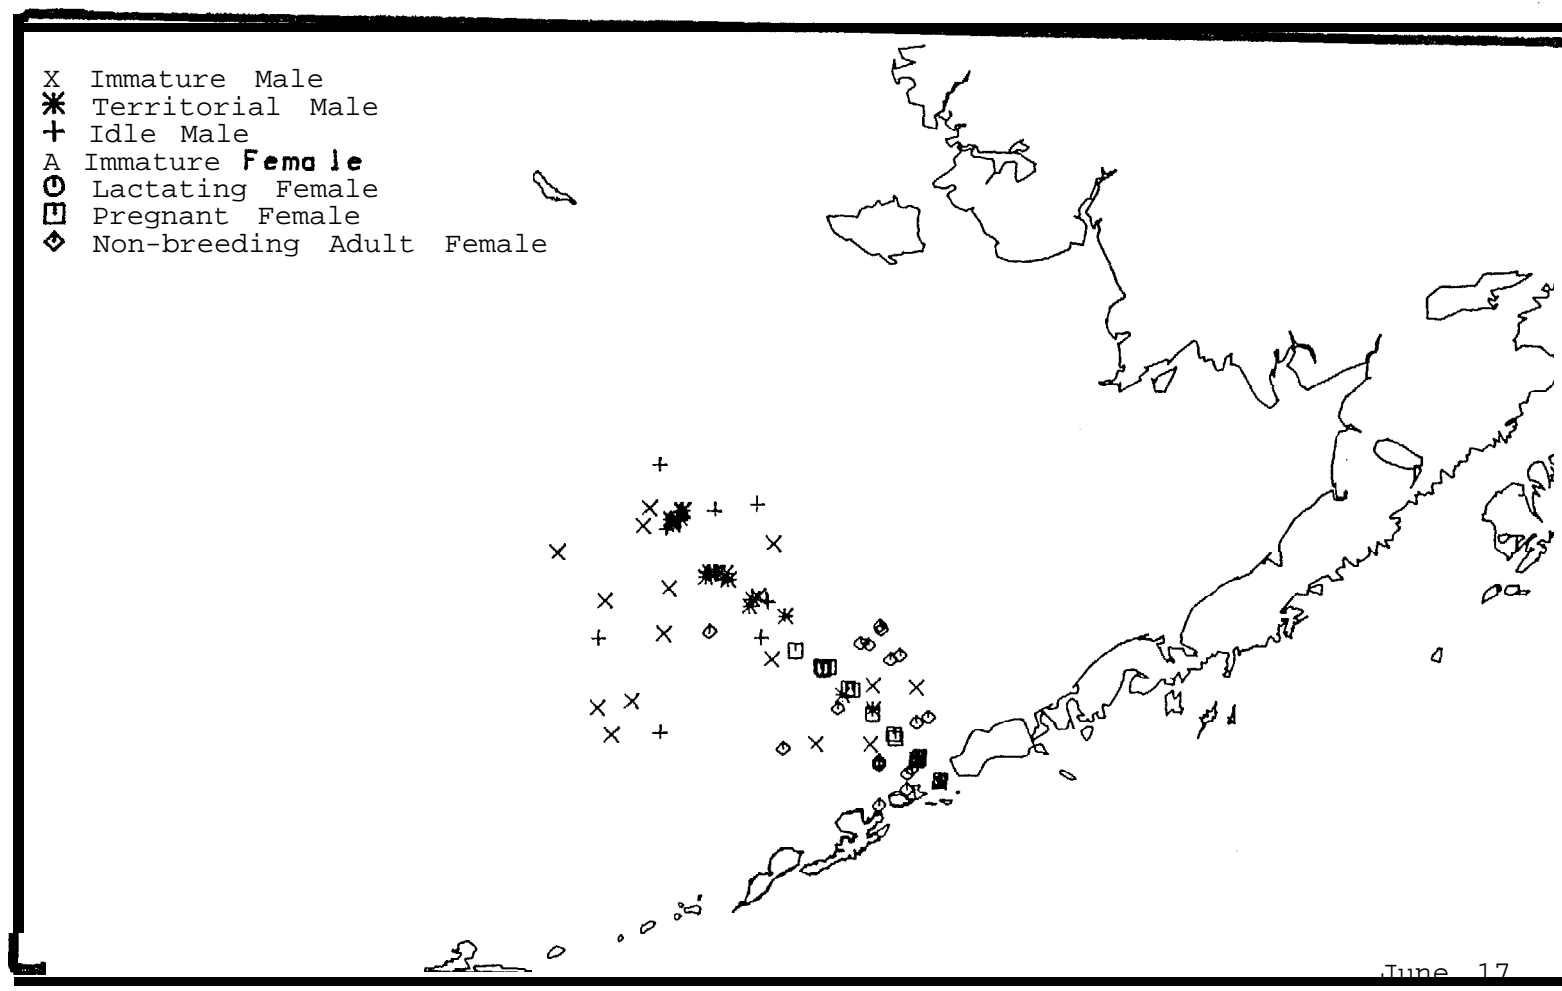 X Immature Male
Territorial Male
+ Idle Male
A Immature Female
Lactating Female
Pregnant Female
Non-breeding Adult Female
June 17